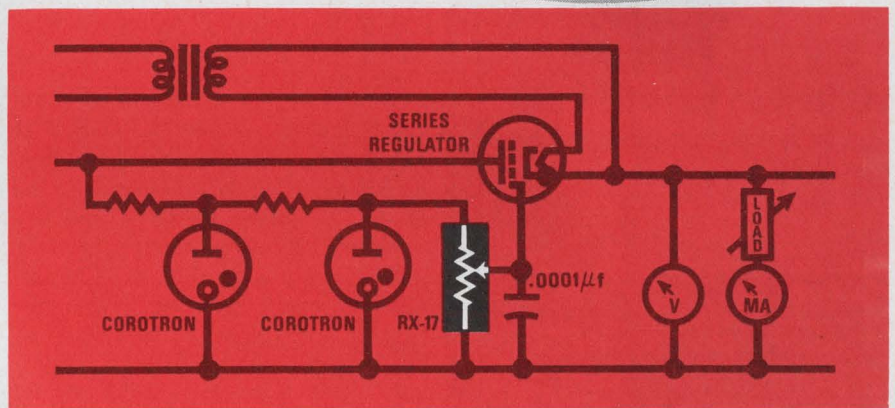 SERIES
REGULATOR
LOAD
COROTRON
COROTRON
RX-17
.0001μf
V
MA